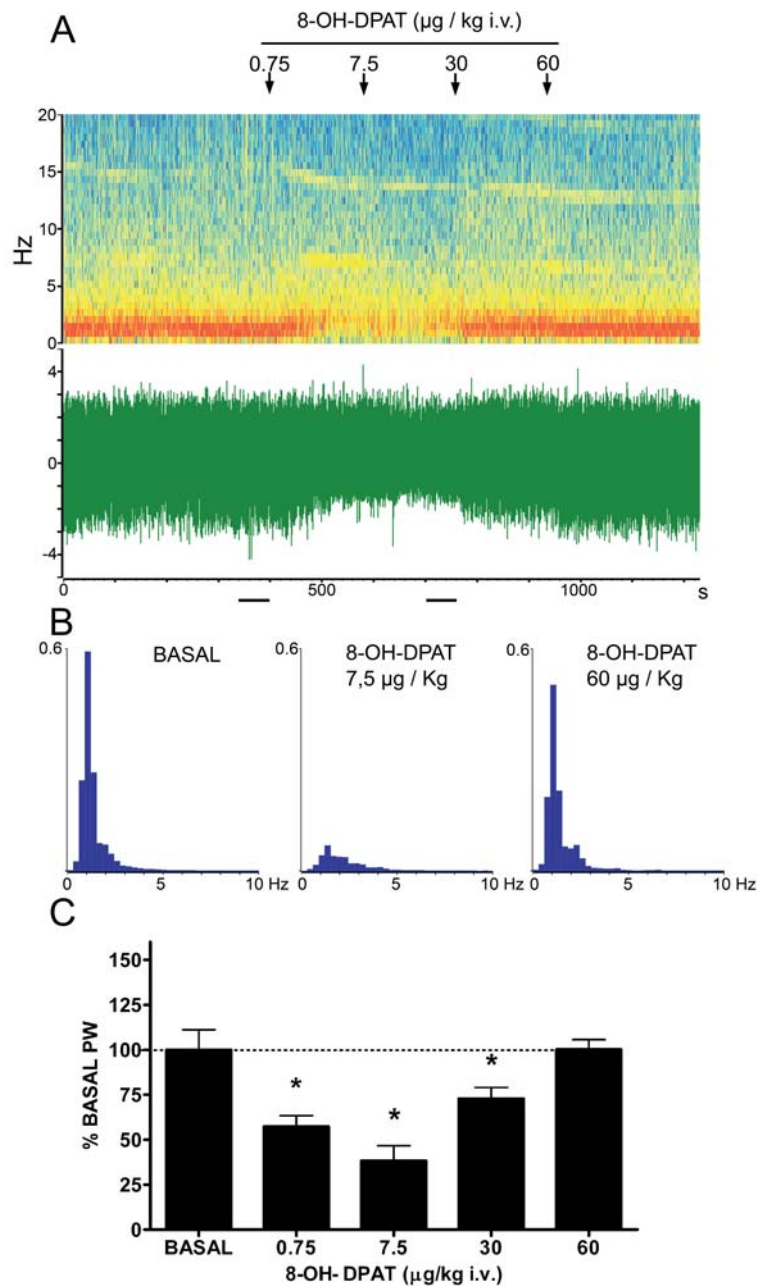 A
8-OH-DPAT (µg / kg i.v.)
0.75 7.5 30 60
20
15
10
5
0
Hz
4
0
-4
0 500 1000 s
B
0.6 BASAL
0 5 10 Hz
0.6 8-OH-DPAT
7,5 µg / Kg
0 5 10 Hz
0.6 8-OH-DPAT
60 µg / Kg
0 5 10 Hz
C
% BASAL PW
150
125
100
75
50
25
0
* * *
BASAL 0.75 7.5 30 60
8-OH- DPAT (µg/kg i.v.)